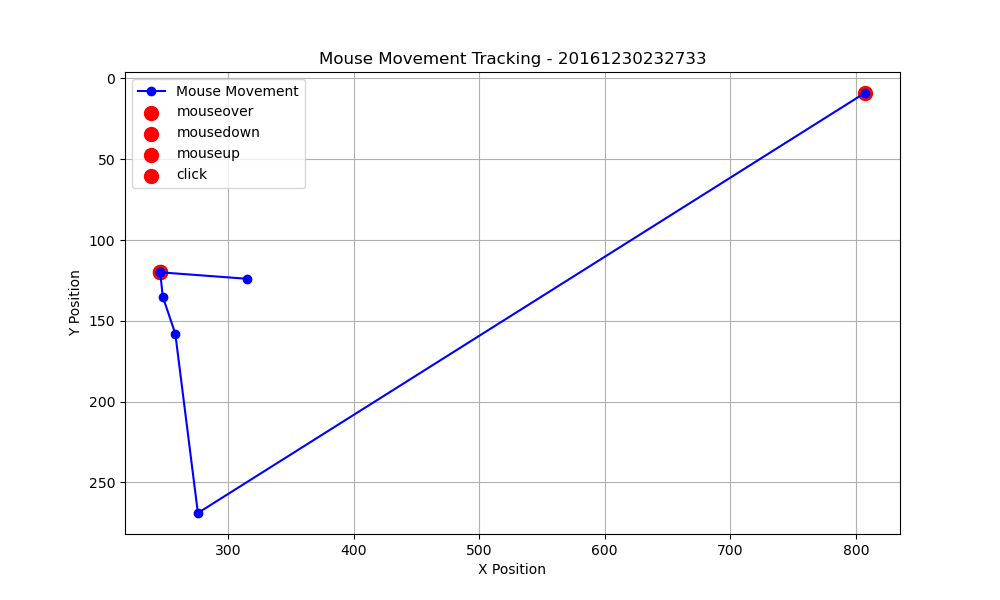 Mouse Movement Tracking - 20161230232733
Mouse Movement
mouseover
mousedown
mouseup
click
0
50
100
150
200
250
Y Position
300 400 500 600 700 800
X Position